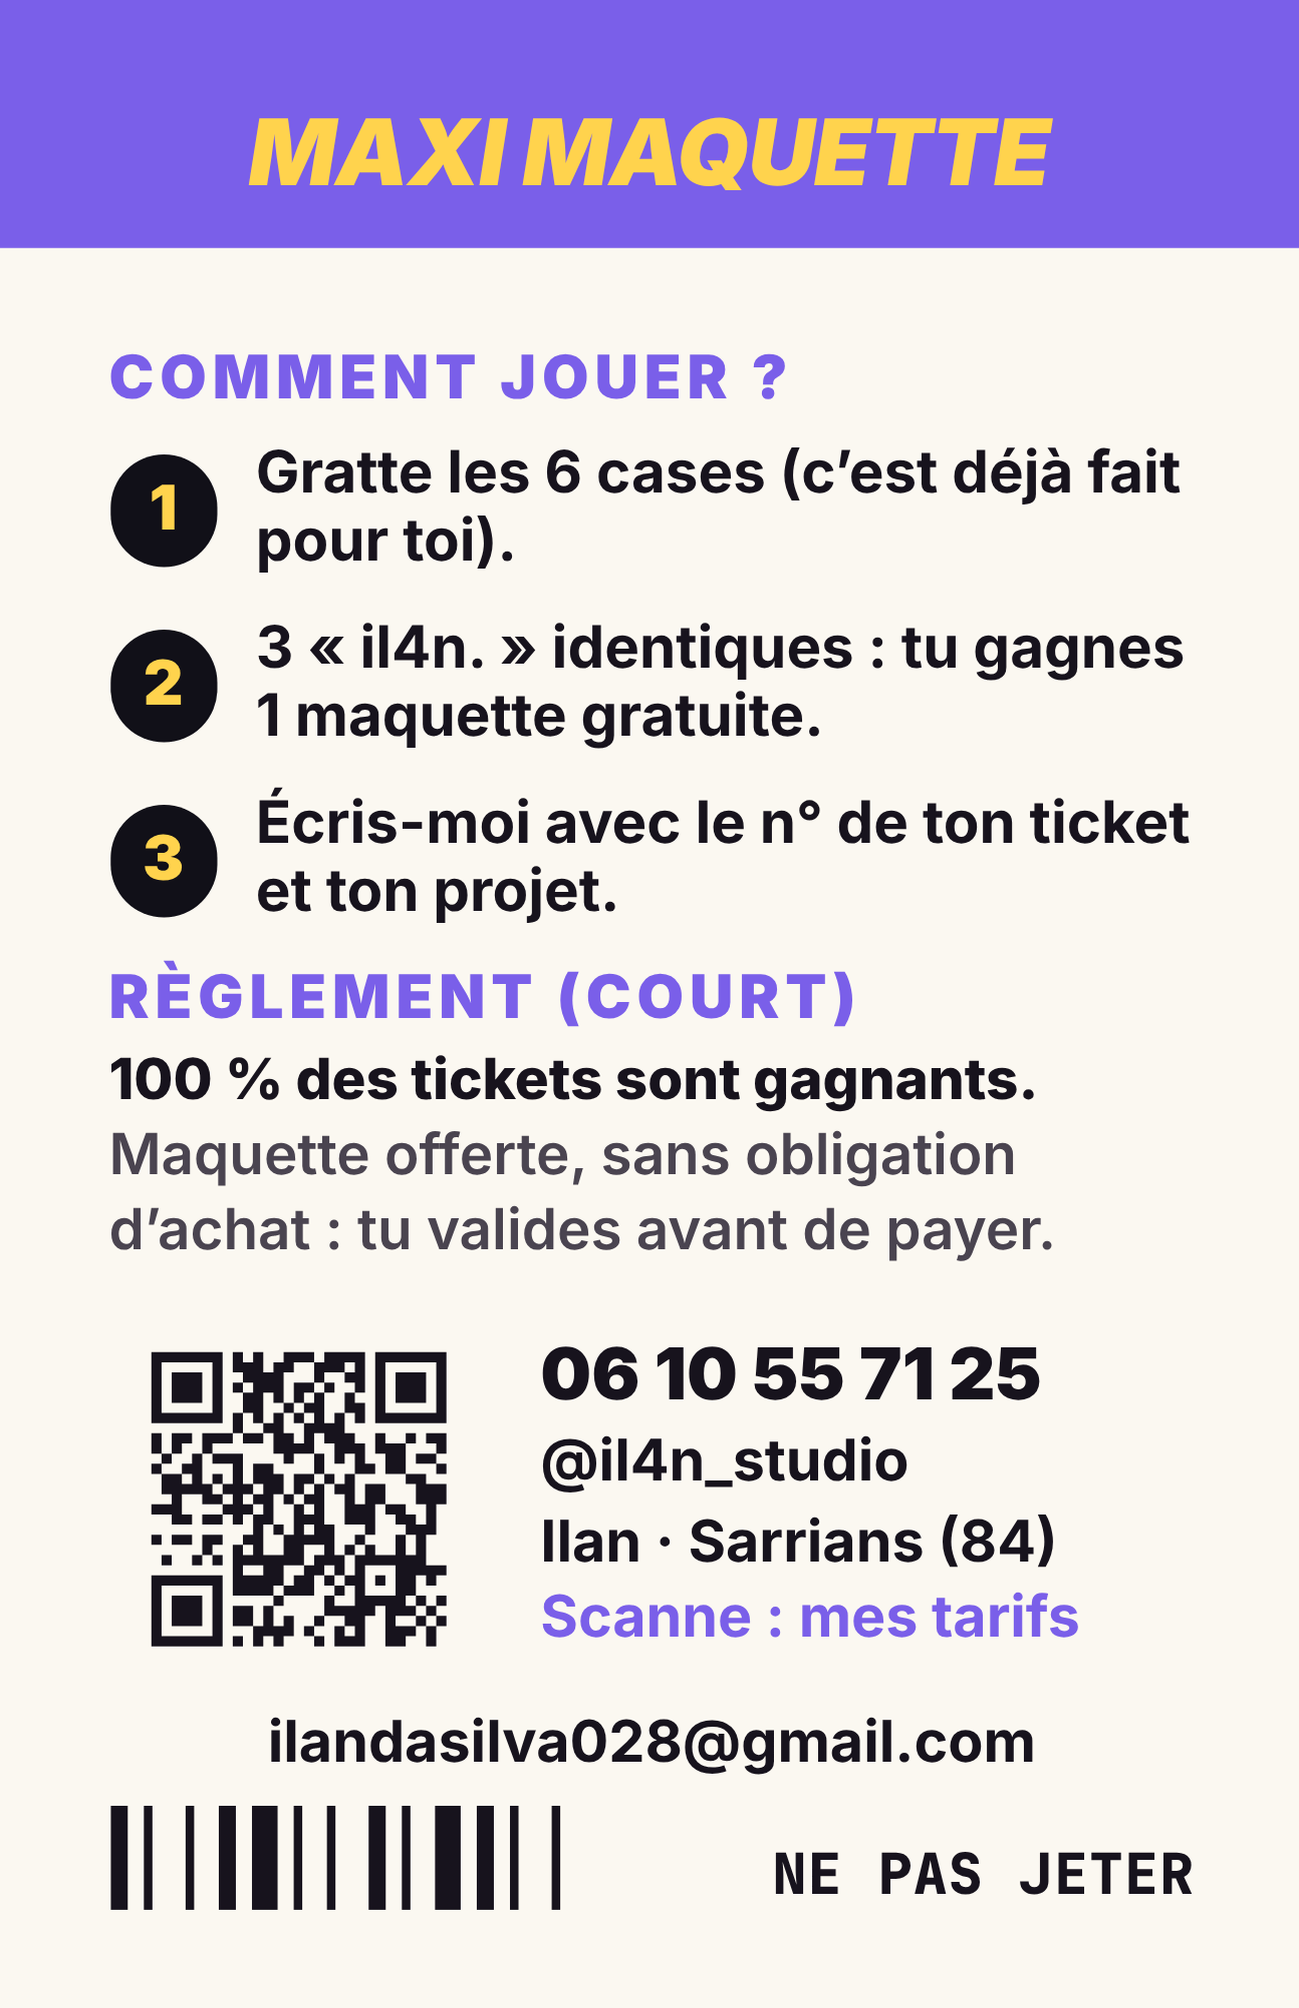 MAXI MAQUETTE
COMMENT JOUER ?
1
Gratte les 6 cases (c’est déjà fait
pour toi).
2
3 « il4n. » identiques : tu gagnes
1 maquette gratuite.
3
Écris-moi avec le n° de ton ticket
et ton projet.
RÈGLEMENT (COURT)
100 % des tickets sont gagnants.
Maquette offerte, sans obligation
d’achat : tu valides avant de payer.
06 10 55 71 25
@il4n_studio
Ilan · Sarrians (84)
Scanne : mes tarifs
ilandasilva028@gmail.com
NE PAS JETER